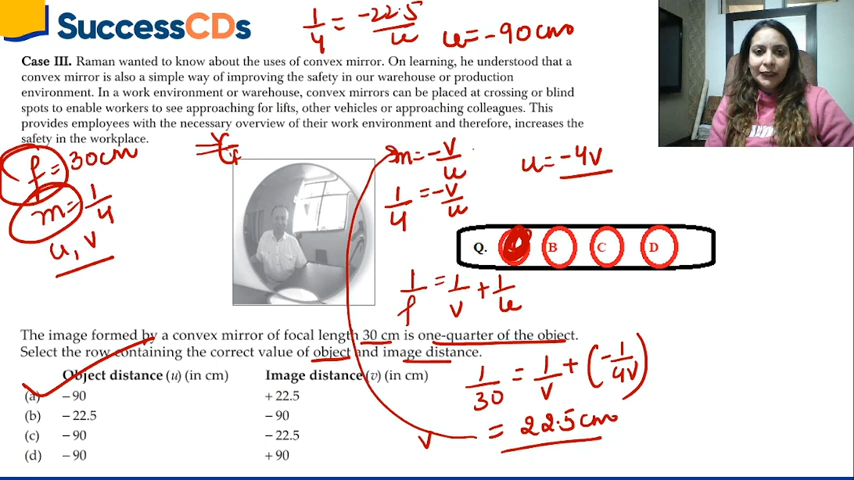 SuccessCDs
1/4 = -22.5/u
u = -90cm
Case III. Raman wanted to know about the uses of convex mirror. On learning, he understood that a
convex mirror is also a simple way of improving the safety in our warehouse or production
environment. In a work environment or warehouse, convex mirrors can be placed at crossing or blind
spots to enable workers to see approaching for lifts, other vehicles or approaching colleagues. This
provides employees with the necessary overview of their work environment and therefore, increases the
safety in the workplace.
f = 30cm
m = 1/4
u, v
m = -v/u
1/4 = -v/u
u = -4v
Q. B C D
1/f = 1/v + 1/u
The image formed by a convex mirror of focal length 30 cm is one-quarter of the object.
Select the row containing the correct value of object and image distance.
Object distance (u) (in cm) Image distance (v) (in cm)
(a) – 90 + 22.5
(b) – 22.5 – 90
(c) – 90 – 22.5
(d) – 90 + 90
1/30 = 1/v + (-1/4v)
v = 22.5cm